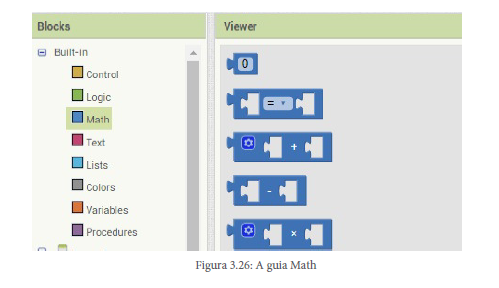 Blocks
Viewer
Built-in
Control
Logic
Math
Text
Lists
Colors
Variables
Procedures
0
=
+
-
×
Figura 3.26: A guia Math